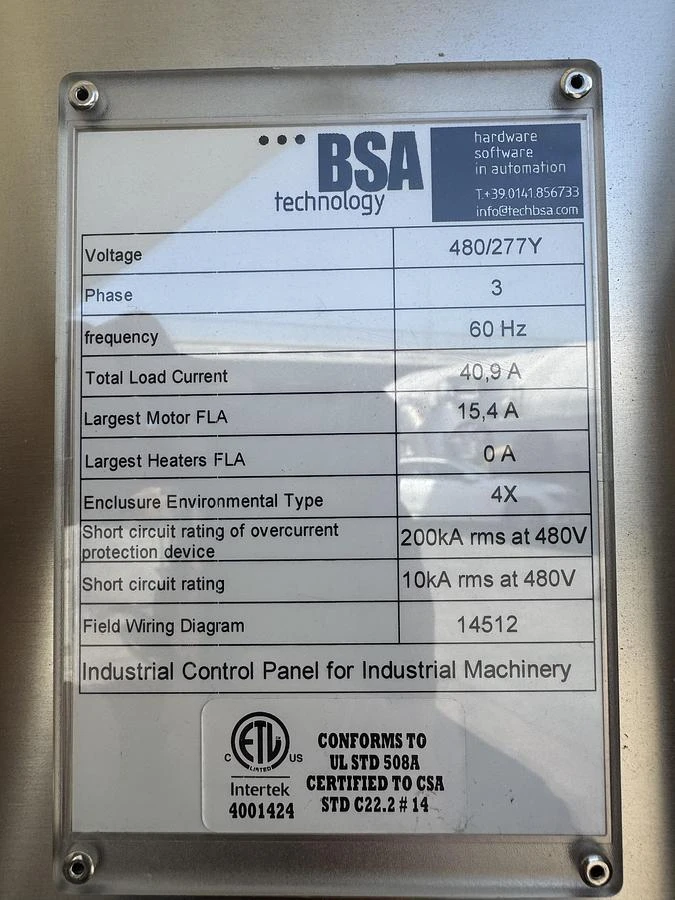 BSA
technology
hardware
software
in automation
T.+39.0141.856733
info@techbsa.com
Voltage 480/277Y
Phase 3
frequency 60 Hz
Total Load Current 40,9 A
Largest Motor FLA 15,4 A
Largest Heaters FLA 0 A
Enclusure Environmental Type 4X
Short circuit rating of overcurrent
protection device 200kA rms at 480V
Short circuit rating 10kA rms at 480V
Field Wiring Diagram 14512
Industrial Control Panel for Industrial Machinery
ETL
C US
LISTED
Intertek
4001424
CONFORMS TO
UL STD 508A
CERTIFIED TO CSA
STD C22.2 # 14